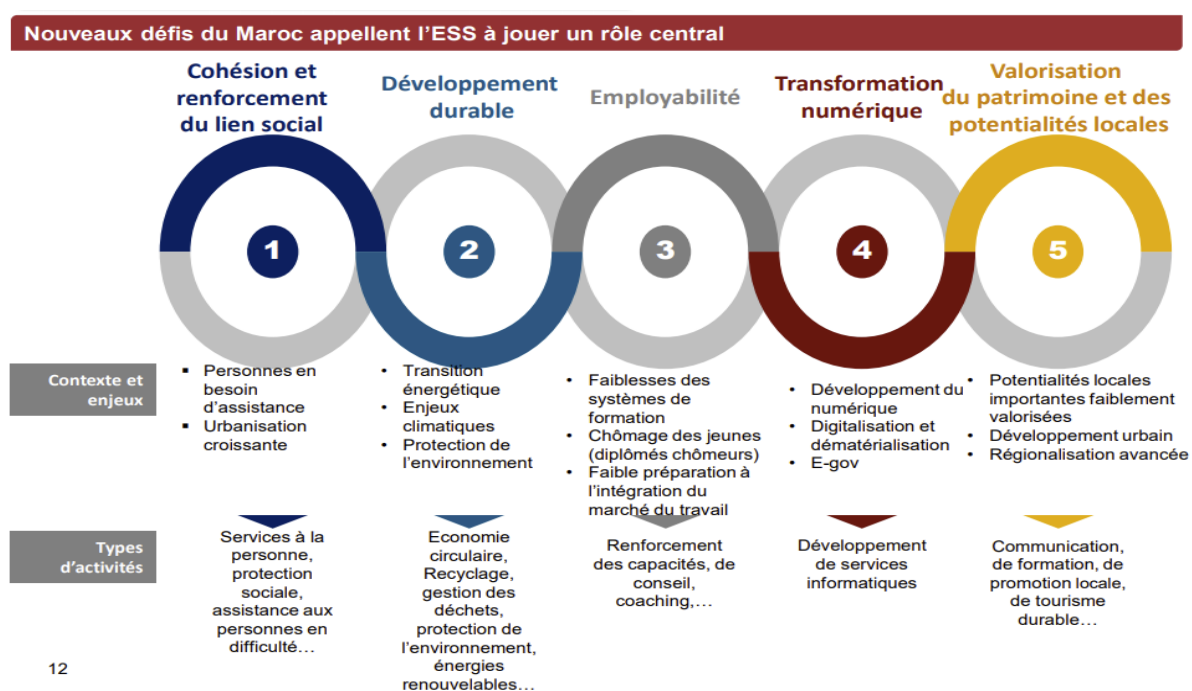 Nouveaux défis du Maroc appellent l’ESS à jouer un rôle central
Cohésion et
renforcement
du lien social
Développement
durable
Employabilité
Transformation
numérique
Valorisation
du patrimoine et des
potentialités locales
1
2
3
4
5
Contexte et
enjeux
▪ Personnes en
besoin
d’assistance
▪ Urbanisation
croissante
• Transition
énergétique
• Enjeux
climatiques
• Protection de
l’environnement
• Faiblesses des
systèmes de
formation
• Chômage des jeunes
(diplômés chômeurs)
• Faible préparation à
l’intégration du
marché du travail
• Développement du
numérique
• Digitalisation et
dématérialisation
• E-gov
• Potentialités locales
importantes faiblement
valorisées
• Développement urbain
• Régionalisation avancée
Types
d’activités
Services à la
personne,
protection
sociale,
assistance aux
personnes en
difficulté…
Economie
circulaire,
Recyclage,
gestion des
déchets,
protection de
l’environnement,
énergies
renouvelables…
Renforcement
des capacités, de
conseil,
coaching,…
Développement
de services
informatiques
Communication,
de formation, de
promotion locale,
de tourisme
durable…
12